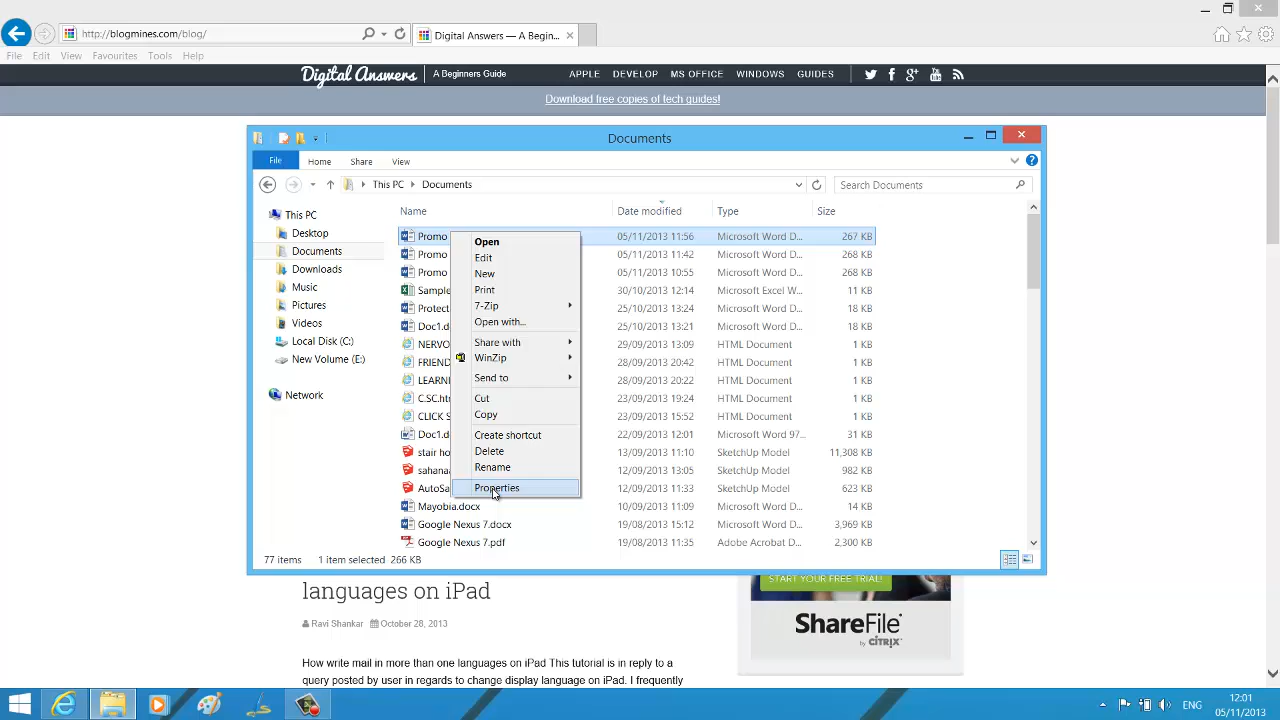 http://blogmines.com/blog/
Digital Answers — A Begin...
File Edit View Favourites Tools Help
Digital Answers A Beginners Guide APPLE DEVELOP MS OFFICE WINDOWS GUIDES
Download free copies of tech guides!
Documents
File Home Share View
This PC Documents Search Documents
Name Date modified Type Size
This PC
Desktop
Documents
Downloads
Music
Pictures
Videos
Local Disk (C:)
New Volume (E:)
Network
Promo 05/11/2013 11:56 Microsoft Word D... 267 KB
Promo 05/11/2013 11:42 Microsoft Word D... 268 KB
Promo 05/11/2013 10:55 Microsoft Word D... 268 KB
Sample 30/10/2013 12:14 Microsoft Excel W... 11 KB
Protect 25/10/2013 13:30 Microsoft Word D... 18 KB
Doc1.d 25/10/2013 13:21 Microsoft Word D... 18 KB
NERVO 29/09/2013 13:09 HTML Document 1 KB
FRIEND 28/09/2013 20:42 HTML Document 1 KB
LEARN 28/09/2013 20:22 HTML Document 1 KB
C.SC.ht 23/09/2013 19:24 HTML Document 1 KB
CLICK S 23/09/2013 15:52 HTML Document 1 KB
Doc1.d 22/09/2013 12:01 Microsoft Word 97... 31 KB
stair ho 13/09/2013 11:10 SketchUp Model 11,308 KB
sahana 12/09/2013 13:05 SketchUp Model 982 KB
AutoSa 12/09/2013 11:33 SketchUp Model 623 KB
Mayobia.docx 10/09/2013 11:09 Microsoft Word D... 14 KB
Google Nexus 7.docx 19/08/2013 15:12 Microsoft Word D... 3,969 KB
Google Nexus 7.pdf 19/08/2013 11:35 Adobe Acrobat D... 2,300 KB
Open
Edit
New
Print
7-Zip
Open with...
Share with
WinZip
Send to
Cut
Copy
Create shortcut
Delete
Rename
Properties
77 items 1 item selected 266 KB
languages on iPad
Ravi Shankar October 28, 2013
How write mail in more than one languages on iPad This tutorial is in reply to a
query posted by user in regards to change display language on iPad. I frequently
START YOUR FREE TRIAL!
ShareFile
by CITRIX
ENG
12:01
05/11/2013